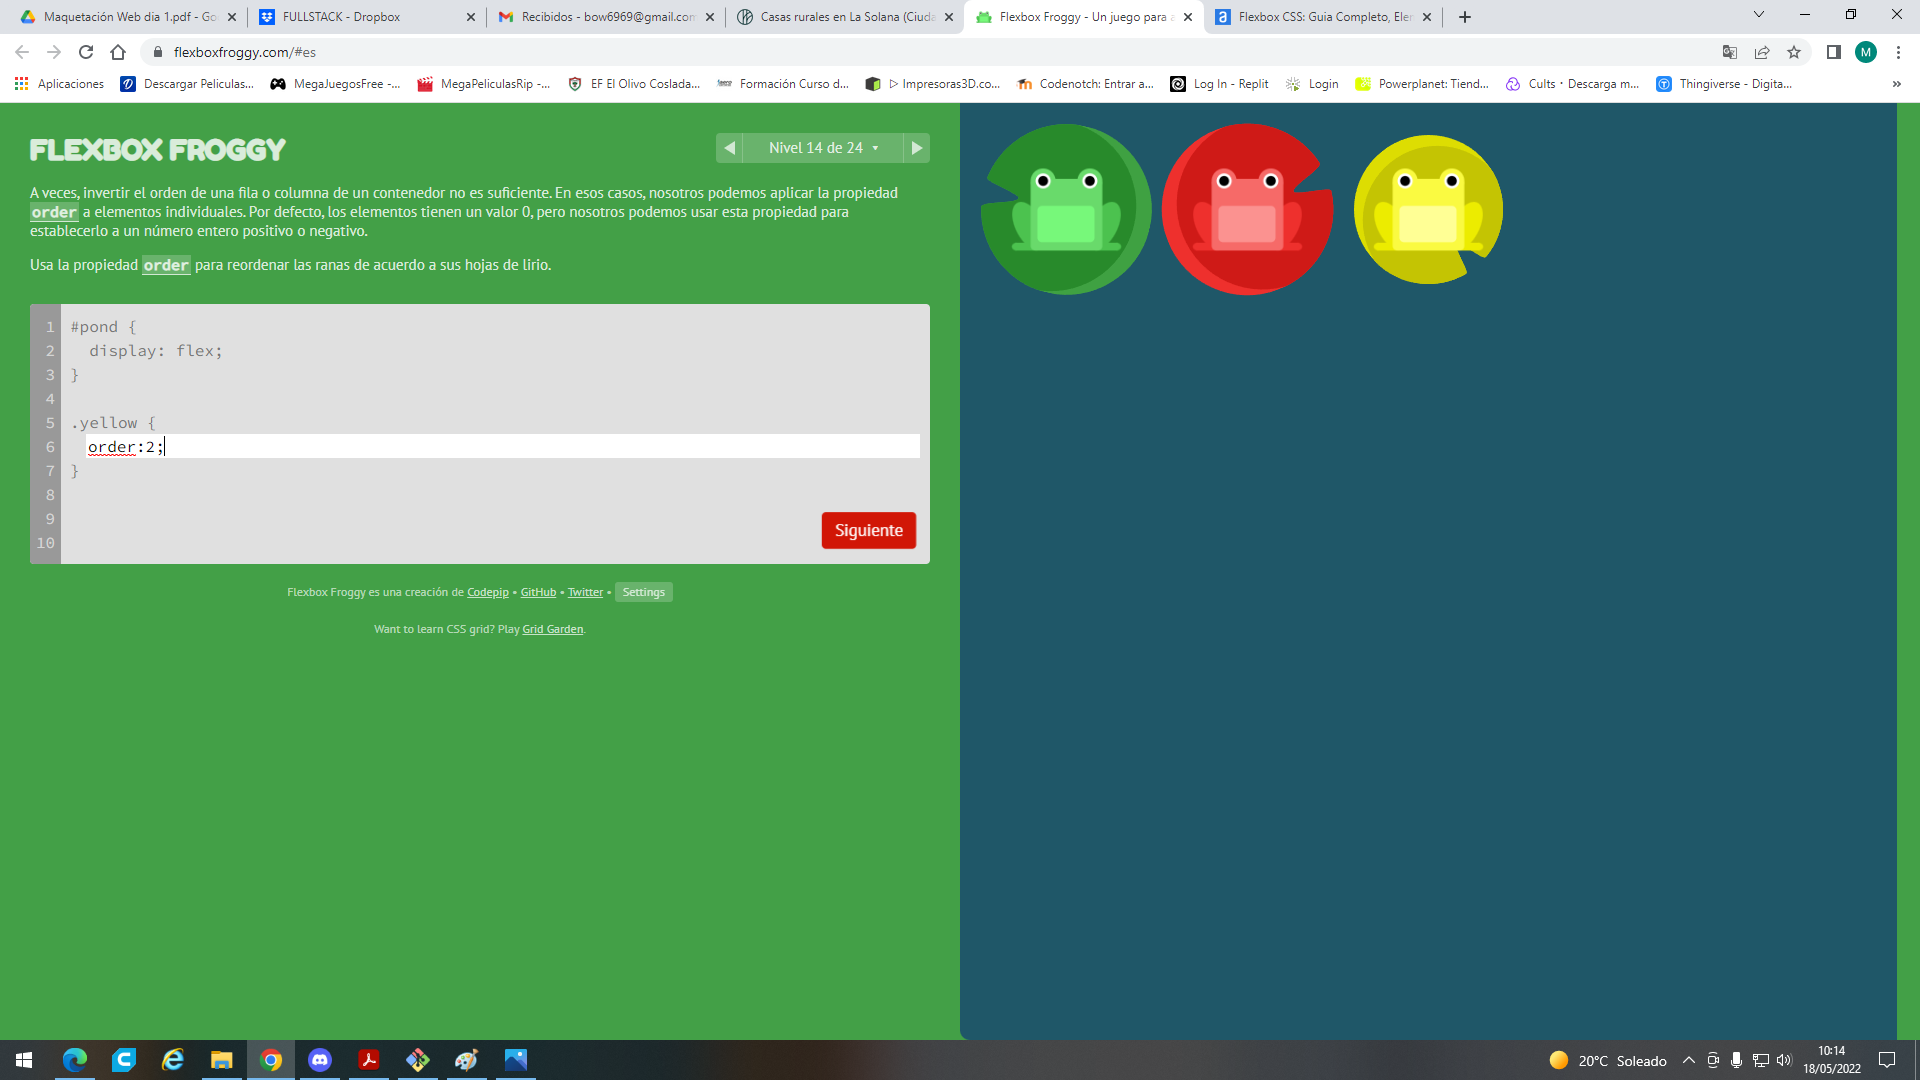 Maquetación Web dia 1.pdf - Go
FULLSTACK - Dropbox
Recibidos - bow6969@gmail.com
Casas rurales en La Solana (Ciuda
Flexbox Froggy - Un juego para a
Flexbox CSS: Guia Completo, Eler
flexboxfroggy.com/#es
M
Aplicaciones
Descargar Peliculas...
MegaJuegosFree -...
MegaPeliculasRip -...
EF El Olivo Coslada...
Formación Curso d...
▷ Impresoras3D.co...
Codenotch: Entrar a...
Log In - Replit
Login
Powerplanet: Tiend...
Cults・Descarga m...
Thingiverse - Digita...
»
FLEXBOX FROGGY
Nivel 14 de 24
A veces, invertir el orden de una fila o columna de un contenedor no es suficiente. En esos casos, nosotros podemos aplicar la propiedad
order a elementos individuales. Por defecto, los elementos tienen un valor 0, pero nosotros podemos usar esta propiedad para
establecerlo a un número entero positivo o negativo.
Usa la propiedad order para reordenar las ranas de acuerdo a sus hojas de lirio.
1 #pond {
2 display: flex;
3 }
4
5 .yellow {
6 order:2;
7 }
8
9
10
Siguiente
Flexbox Froggy es una creación de Codepip • GitHub • Twitter • Settings
Want to learn CSS grid? Play Grid Garden.
20°C Soleado
10:14
18/05/2022